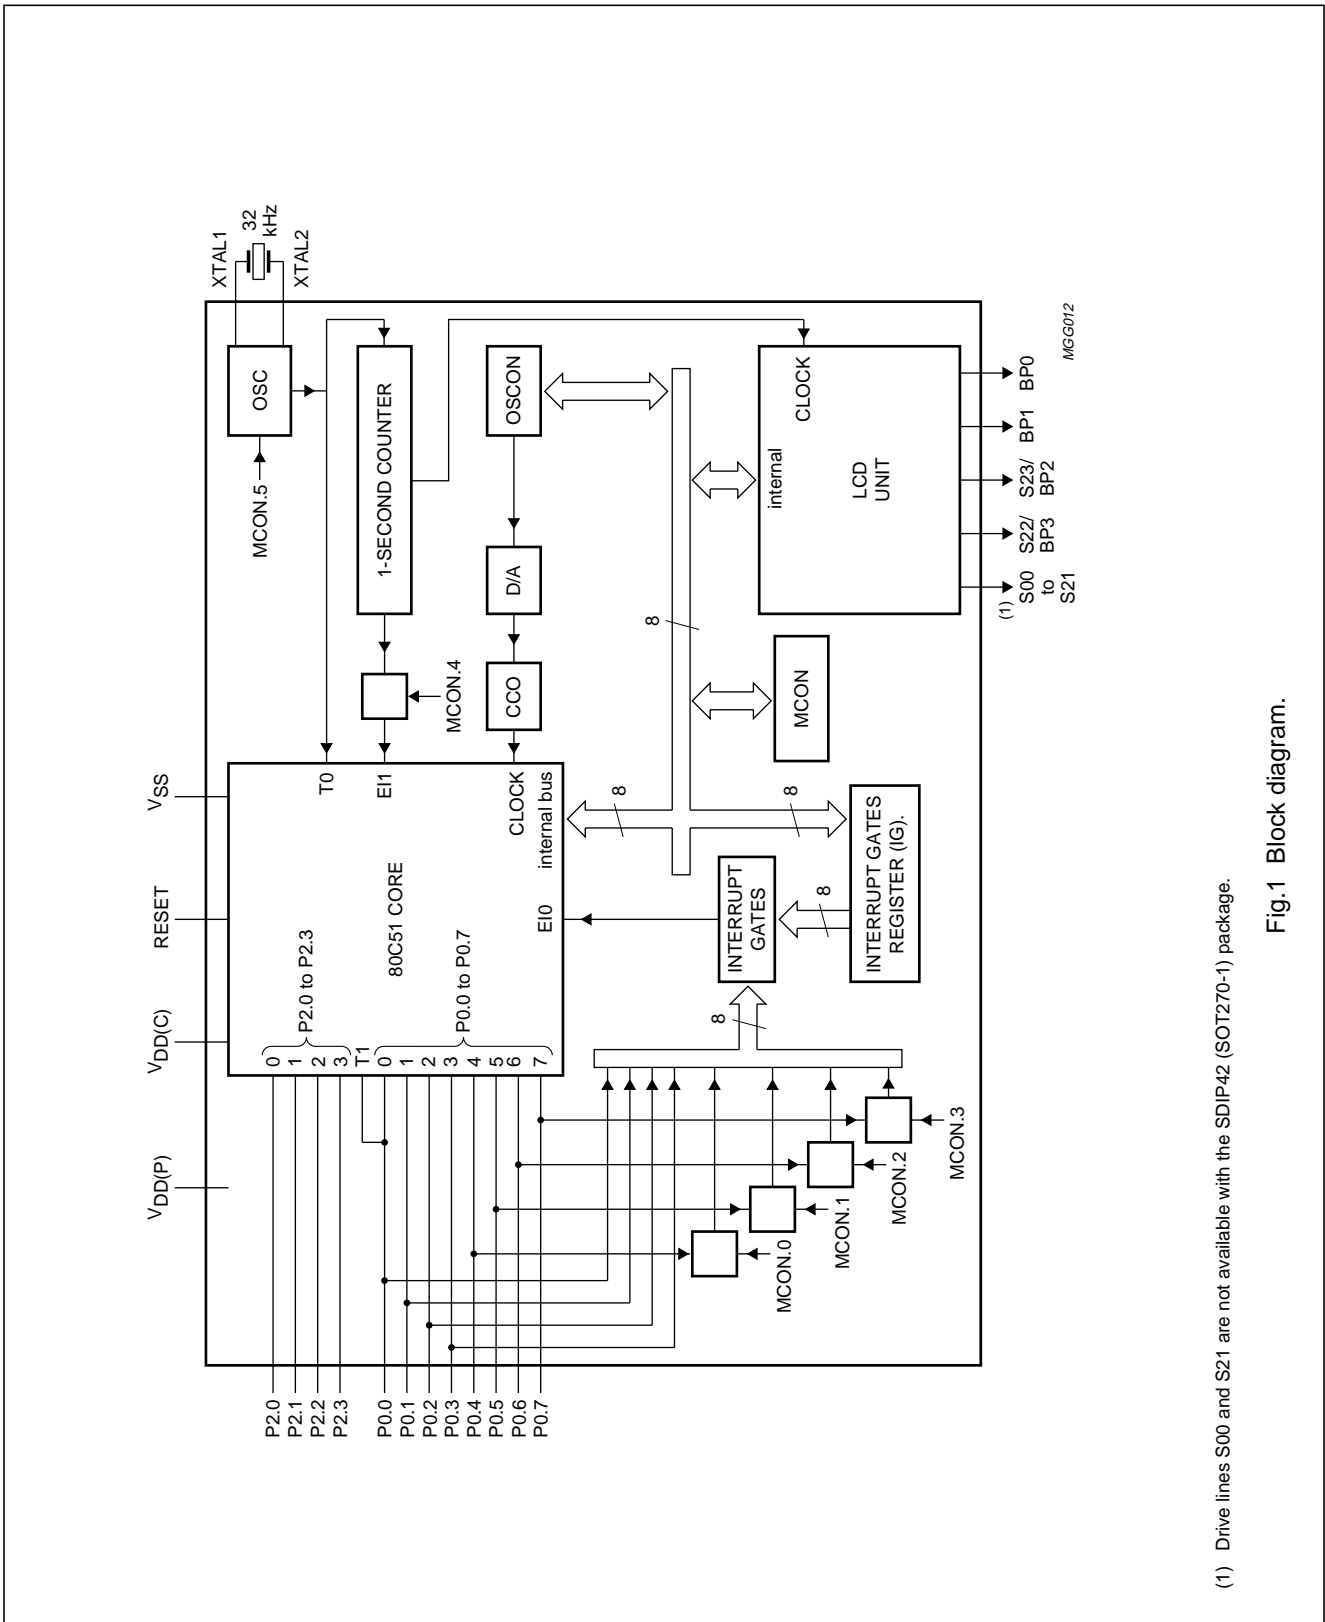 VDD(P)
VDD(C)
RESET
VSS
P2.0
P2.1
P2.2
P2.3
P0.0
P0.1
P0.2
P0.3
P0.4
P0.5
P0.6
P0.7
0
1
2
3
P2.0 to P2.3
T1
0
1
2
3
4
5
6
7
P0.0 to P0.7
80C51 CORE
T0
EI1
CLOCK
internal bus
EI0
MCON.5
OSC
XTAL1
32
kHz
XTAL2
1-SECOND COUNTER
MCON.4
CCO
D/A
OSCON
8
8
8
8
8
INTERRUPT
GATES
INTERRUPT GATES
REGISTER (IG).
MCON
internal
CLOCK
LCD
UNIT
MCON.0
MCON.1
MCON.2
MCON.3
(1)
S00
to
S21
S22/
BP3
S23/
BP2
BP1
BP0
MGG012
(1) Drive lines S00 and S21 are not available with the SDIP42 (SOT270-1) package.
Fig.1 Block diagram.